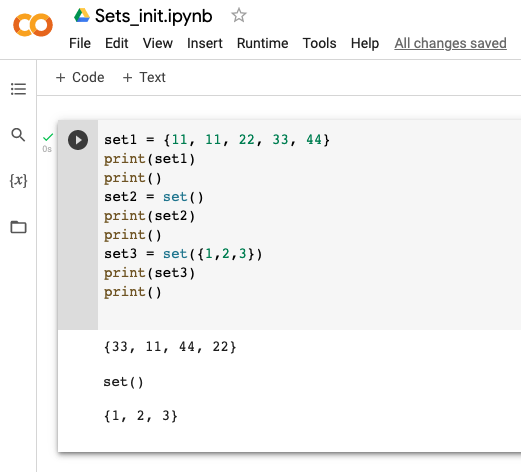 Sets_init.ipynb
File Edit View Insert Runtime Tools Help All changes saved
+ Code + Text
{x}
0s
set1 = {11, 11, 22, 33, 44}
print(set1)
print()
set2 = set()
print(set2)
print()
set3 = set({1,2,3})
print(set3)
print()
{33, 11, 44, 22}
set()
{1, 2, 3}